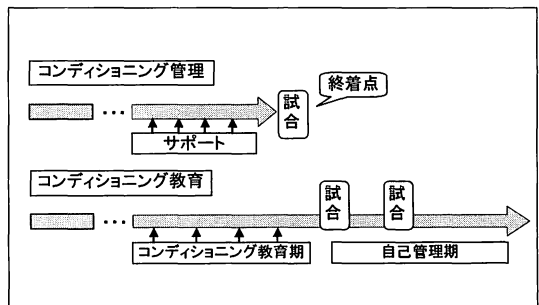 コンディショニング管理
終着点
試合
・・・
サポート
コンディショニング教育
試合
試合
・・・
コンディショニング教育期
自己管理期